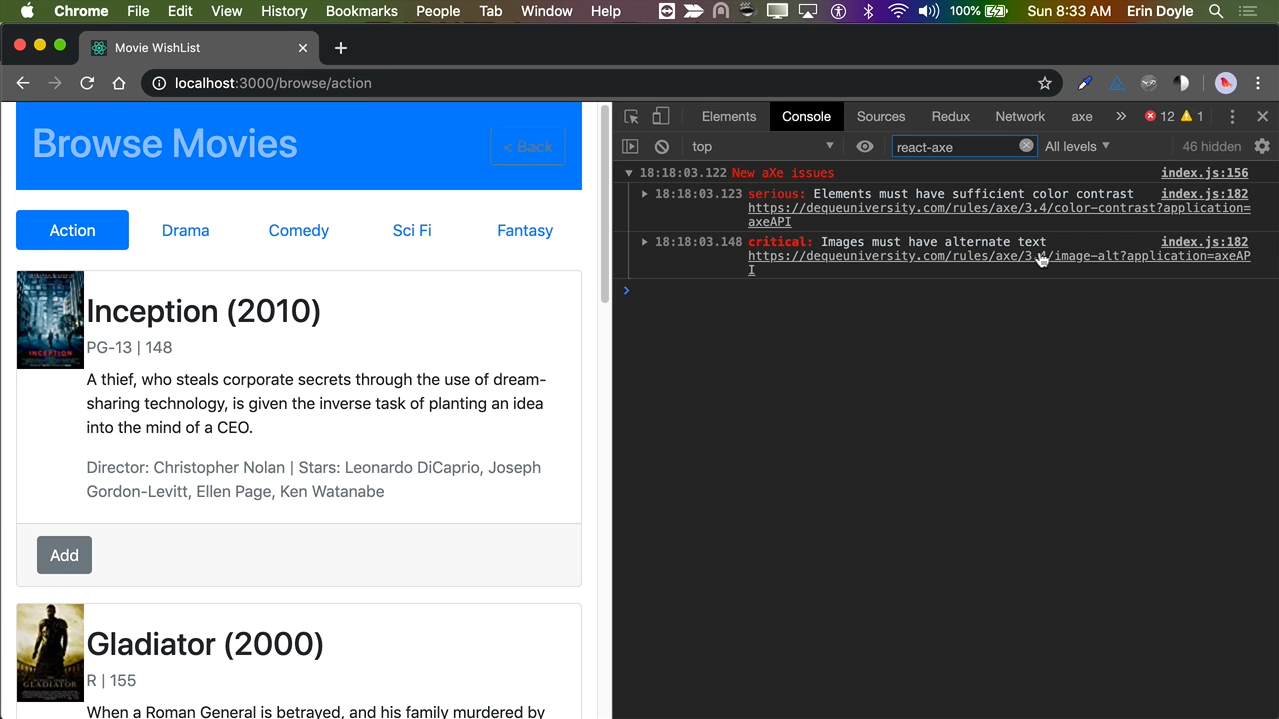 Chrome File Edit View History Bookmarks People Tab Window Help 100% Sun 8:33 AM Erin Doyle
Movie WishList
localhost:3000/browse/action
Browse Movies
< Back
Action Drama Comedy Sci Fi Fantasy
INCEPTION
Inception (2010)
PG-13 | 148
A thief, who steals corporate secrets through the use of dream-
sharing technology, is given the inverse task of planting an idea
into the mind of a CEO.
Director: Christopher Nolan | Stars: Leonardo DiCaprio, Joseph
Gordon-Levitt, Ellen Page, Ken Watanabe
Add
GLADIATOR
Gladiator (2000)
R | 155
When a Roman General is betrayed, and his family murdered by
Elements Console Sources Redux Network axe » 12 1
top react-axe All levels 46 hidden
18:18:03.122 New aXe issues index.js:156
18:18:03.123 serious: Elements must have sufficient color contrast index.js:182
https://dequeuniversity.com/rules/axe/3.4/color-contrast?application=
axeAPI
18:18:03.148 critical: Images must have alternate text index.js:182
https://dequeuniversity.com/rules/axe/3.4/image-alt?application=axeAP
I